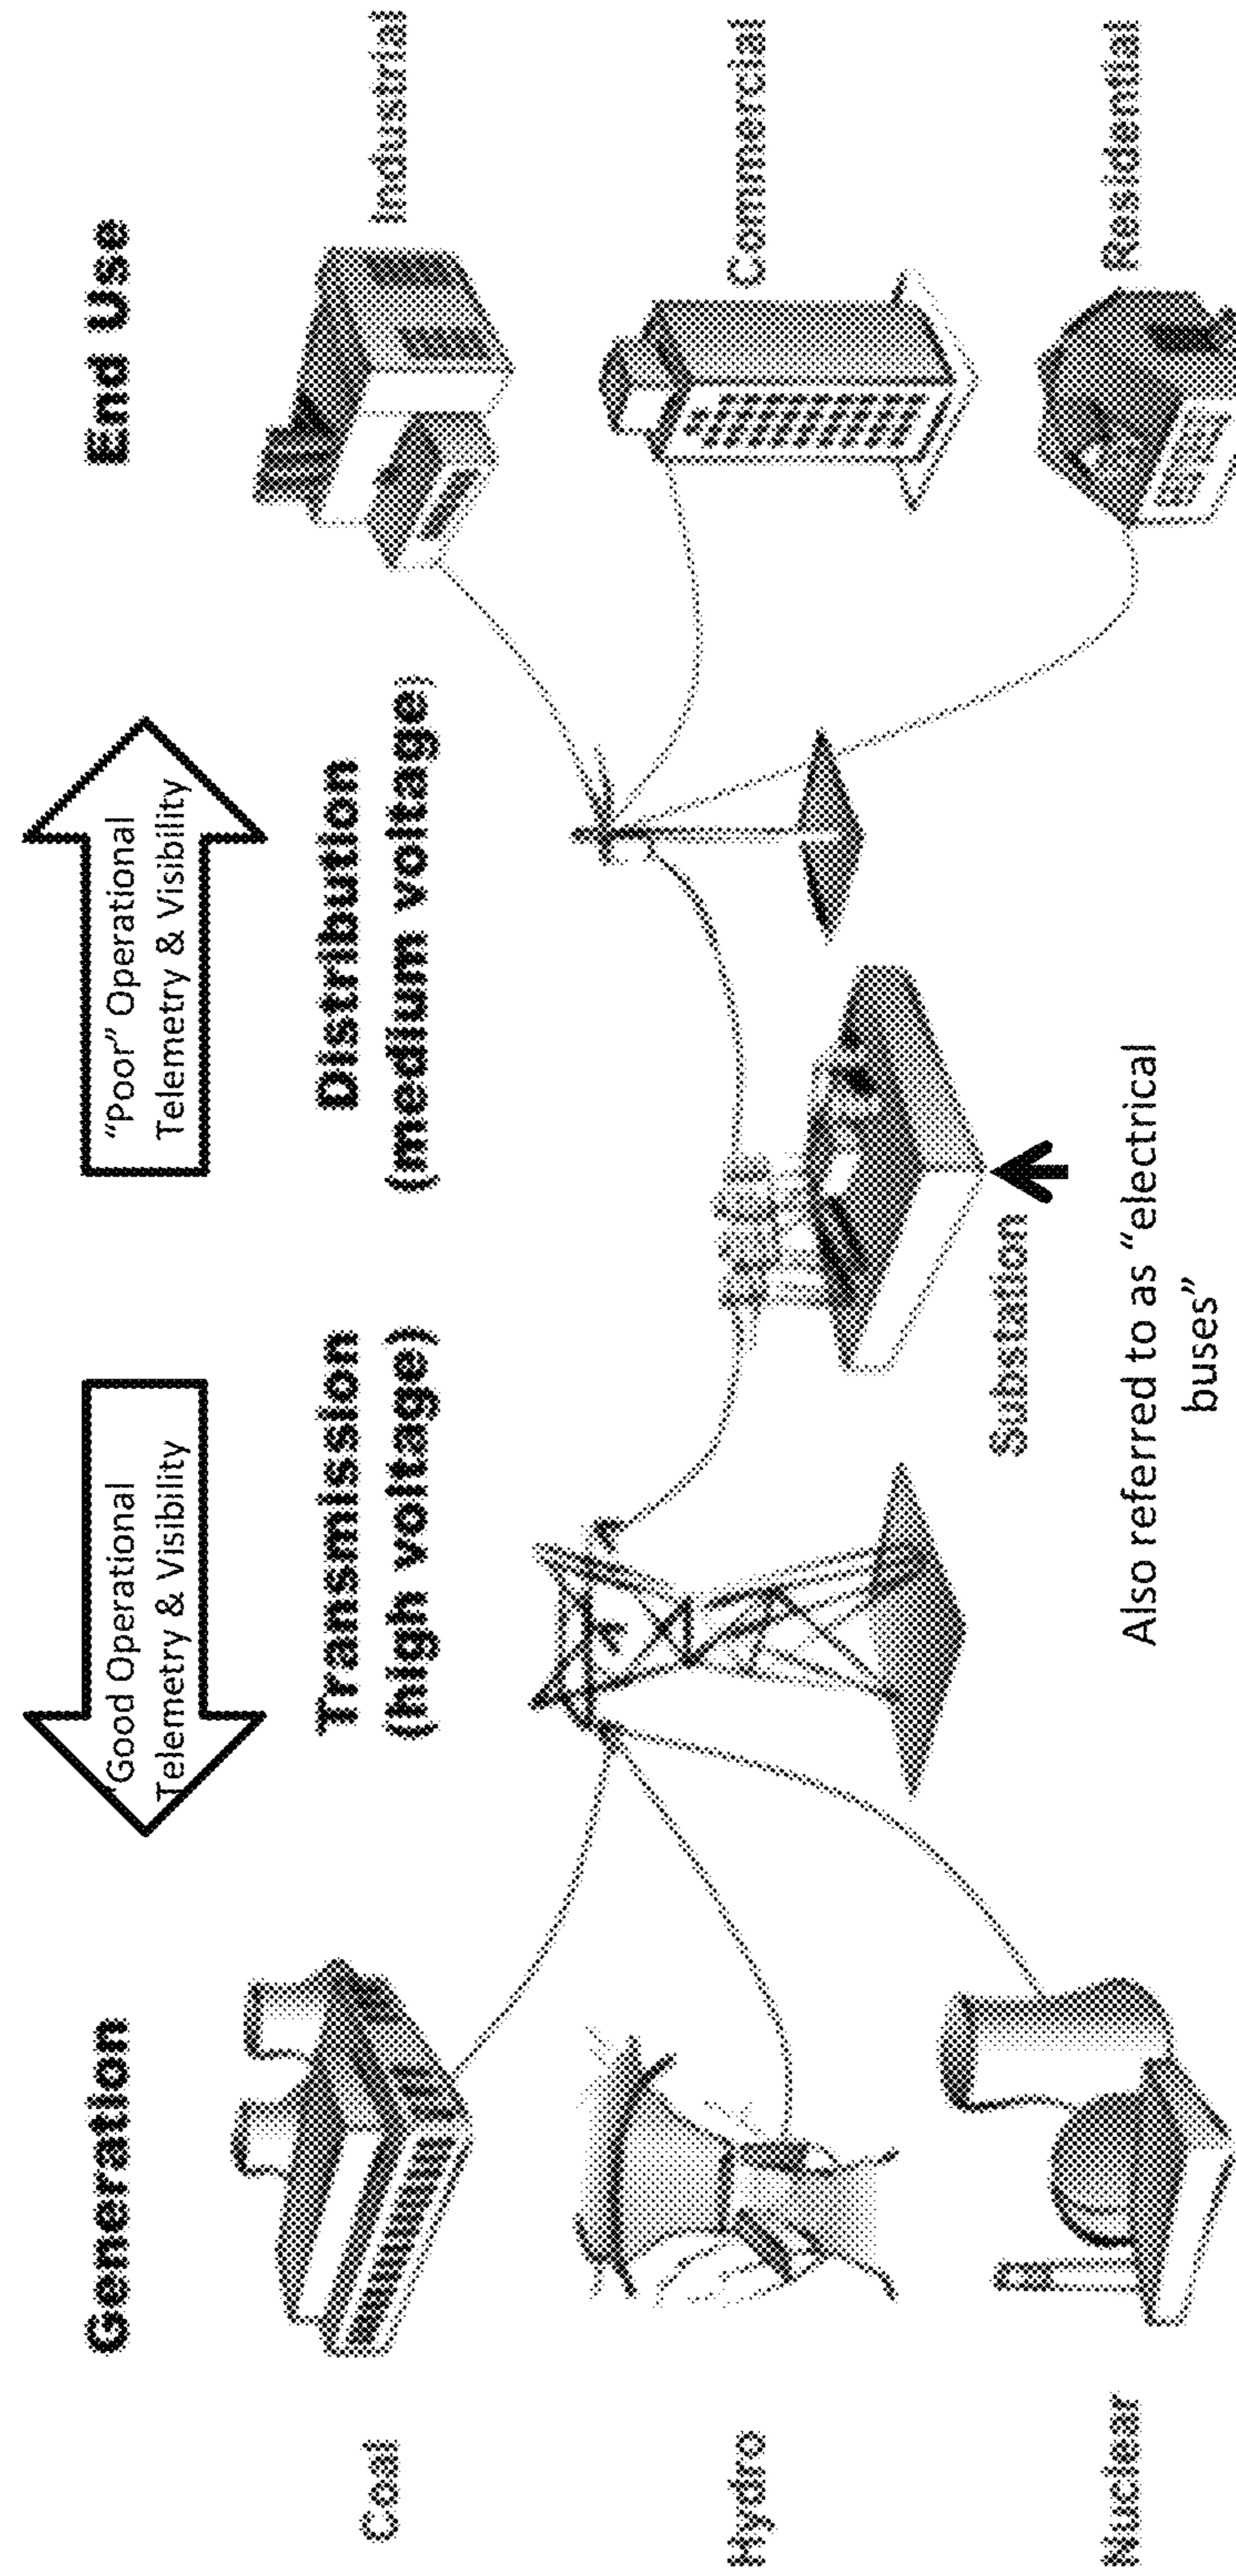 Generation
"Good Operational
Telemetry & Visibility
"Poor" Operational
Telemetry & Visibility
End Use
Transmission
(high voltage)
Distribution
(medium voltage)
Coal
Industrial
Hydro
Commercial
Nuclear
Residential
Substation
Also referred to as "electrical
buses"